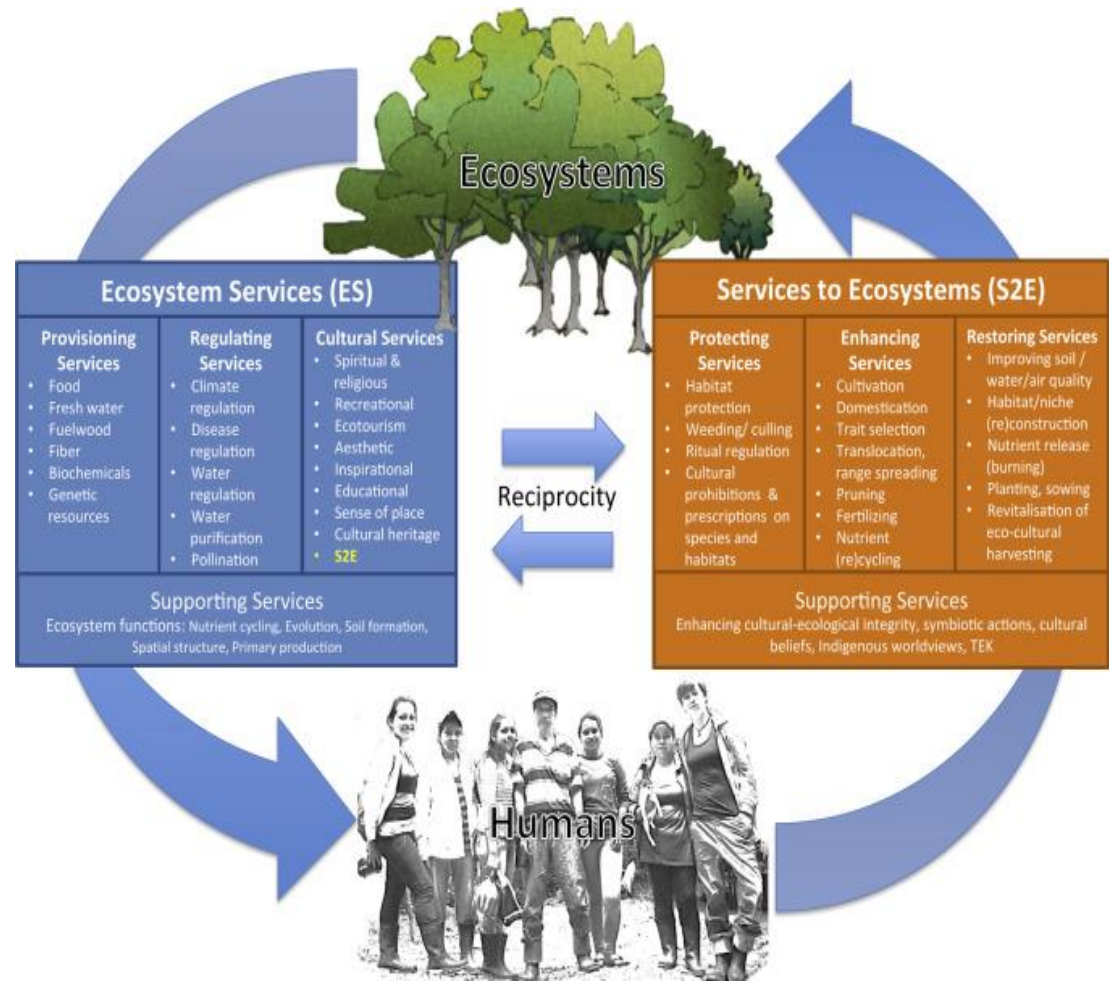 Ecosystems
Ecosystem Services (ES)
Provisioning
Services
• Food
• Fresh water
• Fuelwood
• Fiber
• Biochemicals
• Genetic
resources
Regulating
Services
• Climate
regulation
• Disease
regulation
• Water
regulation
• Water
purification
• Pollination
Cultural Services
• Spiritual &
religious
• Recreational
• Ecotourism
• Aesthetic
• Inspirational
• Educational
• Sense of place
• Cultural heritage
• S2E
Supporting Services
Ecosystem functions: Nutrient cycling, Evolution, Soil formation,
Spatial structure, Primary production
Reciprocity
Services to Ecosystems (S2E)
Protecting
Services
• Habitat
protection
• Weeding/ culling
• Ritual regulation
• Cultural
prohibitions &
prescriptions on
species and
habitats
Enhancing
Services
• Cultivation
• Domestication
• Trait selection
• Translocation,
range spreading
• Pruning
• Fertilizing
• Nutrient
(re)cycling
Restoring Services
• Improving soil /
water/air quality
• Habitat/niche
(re)construction
• Nutrient release
(burning)
• Planting, sowing
• Revitalisation of
eco-cultural
harvesting
Supporting Services
Enhancing cultural-ecological integrity, symbiotic actions, cultural
beliefs, Indigenous worldviews, TEK
Humans